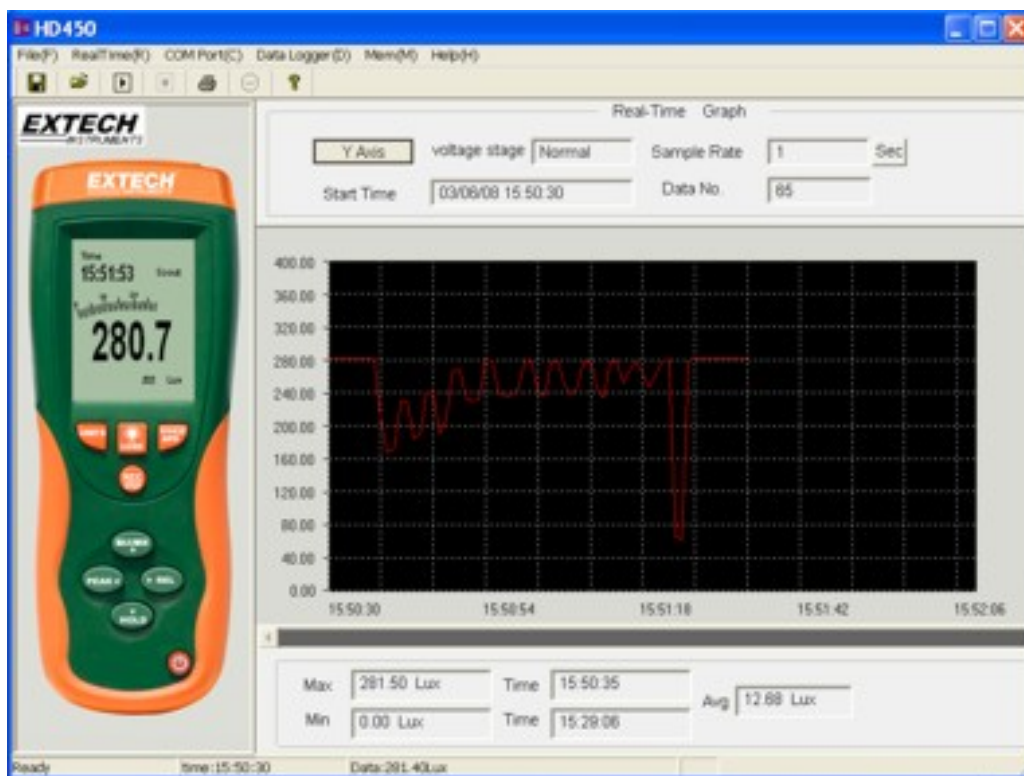 HD450
File(F) RealTime(R) COM Port(C) Data Logger(D) Mem(M) Help(H)
EXTECH
INSTRUMENTS
EXTECH
Time
15:51:53
280.7
Lux
PEAK
REL
HOLD
Real-Time Graph
Y Axis voltage stage Normal Sample Rate 1 Sec
Start Time 03/06/08 15:50:30 Data No. 85
400.00
360.00
320.00
280.00
240.00
200.00
160.00
120.00
80.00
40.00
0.00
15:50:30 15:50:54 15:51:18 15:51:42 15:52:06
Max 281.50 Lux Time 15:50:35
Min 0.00 Lux Time 15:29:06
Avg 12.68 Lux
Ready time:15:50:30 Data:281.40Lux